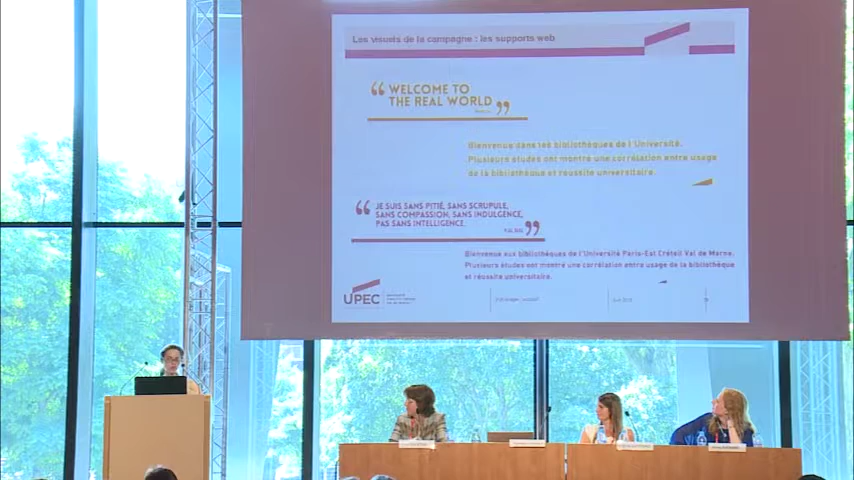 Les visuels de la campagne : les supports web
“ WELCOME TO
THE REAL WORLD ”
Bienvenue dans les bibliothèques de l'Université.
Plusieurs études ont montré une corrélation entre usage
de la bibliothèque et réussite universitaire.
“ JE SUIS SANS PITIÉ, SANS SCRUPULE,
SANS COMPASSION, SANS INDULGENCE,
PAS SANS INTELLIGENCE. ”
Bienvenue aux bibliothèques de l'Université Paris-Est Créteil Val de Marne.
Plusieurs études ont montré une corrélation entre usage de la bibliothèque
et réussite universitaire.
UPEC